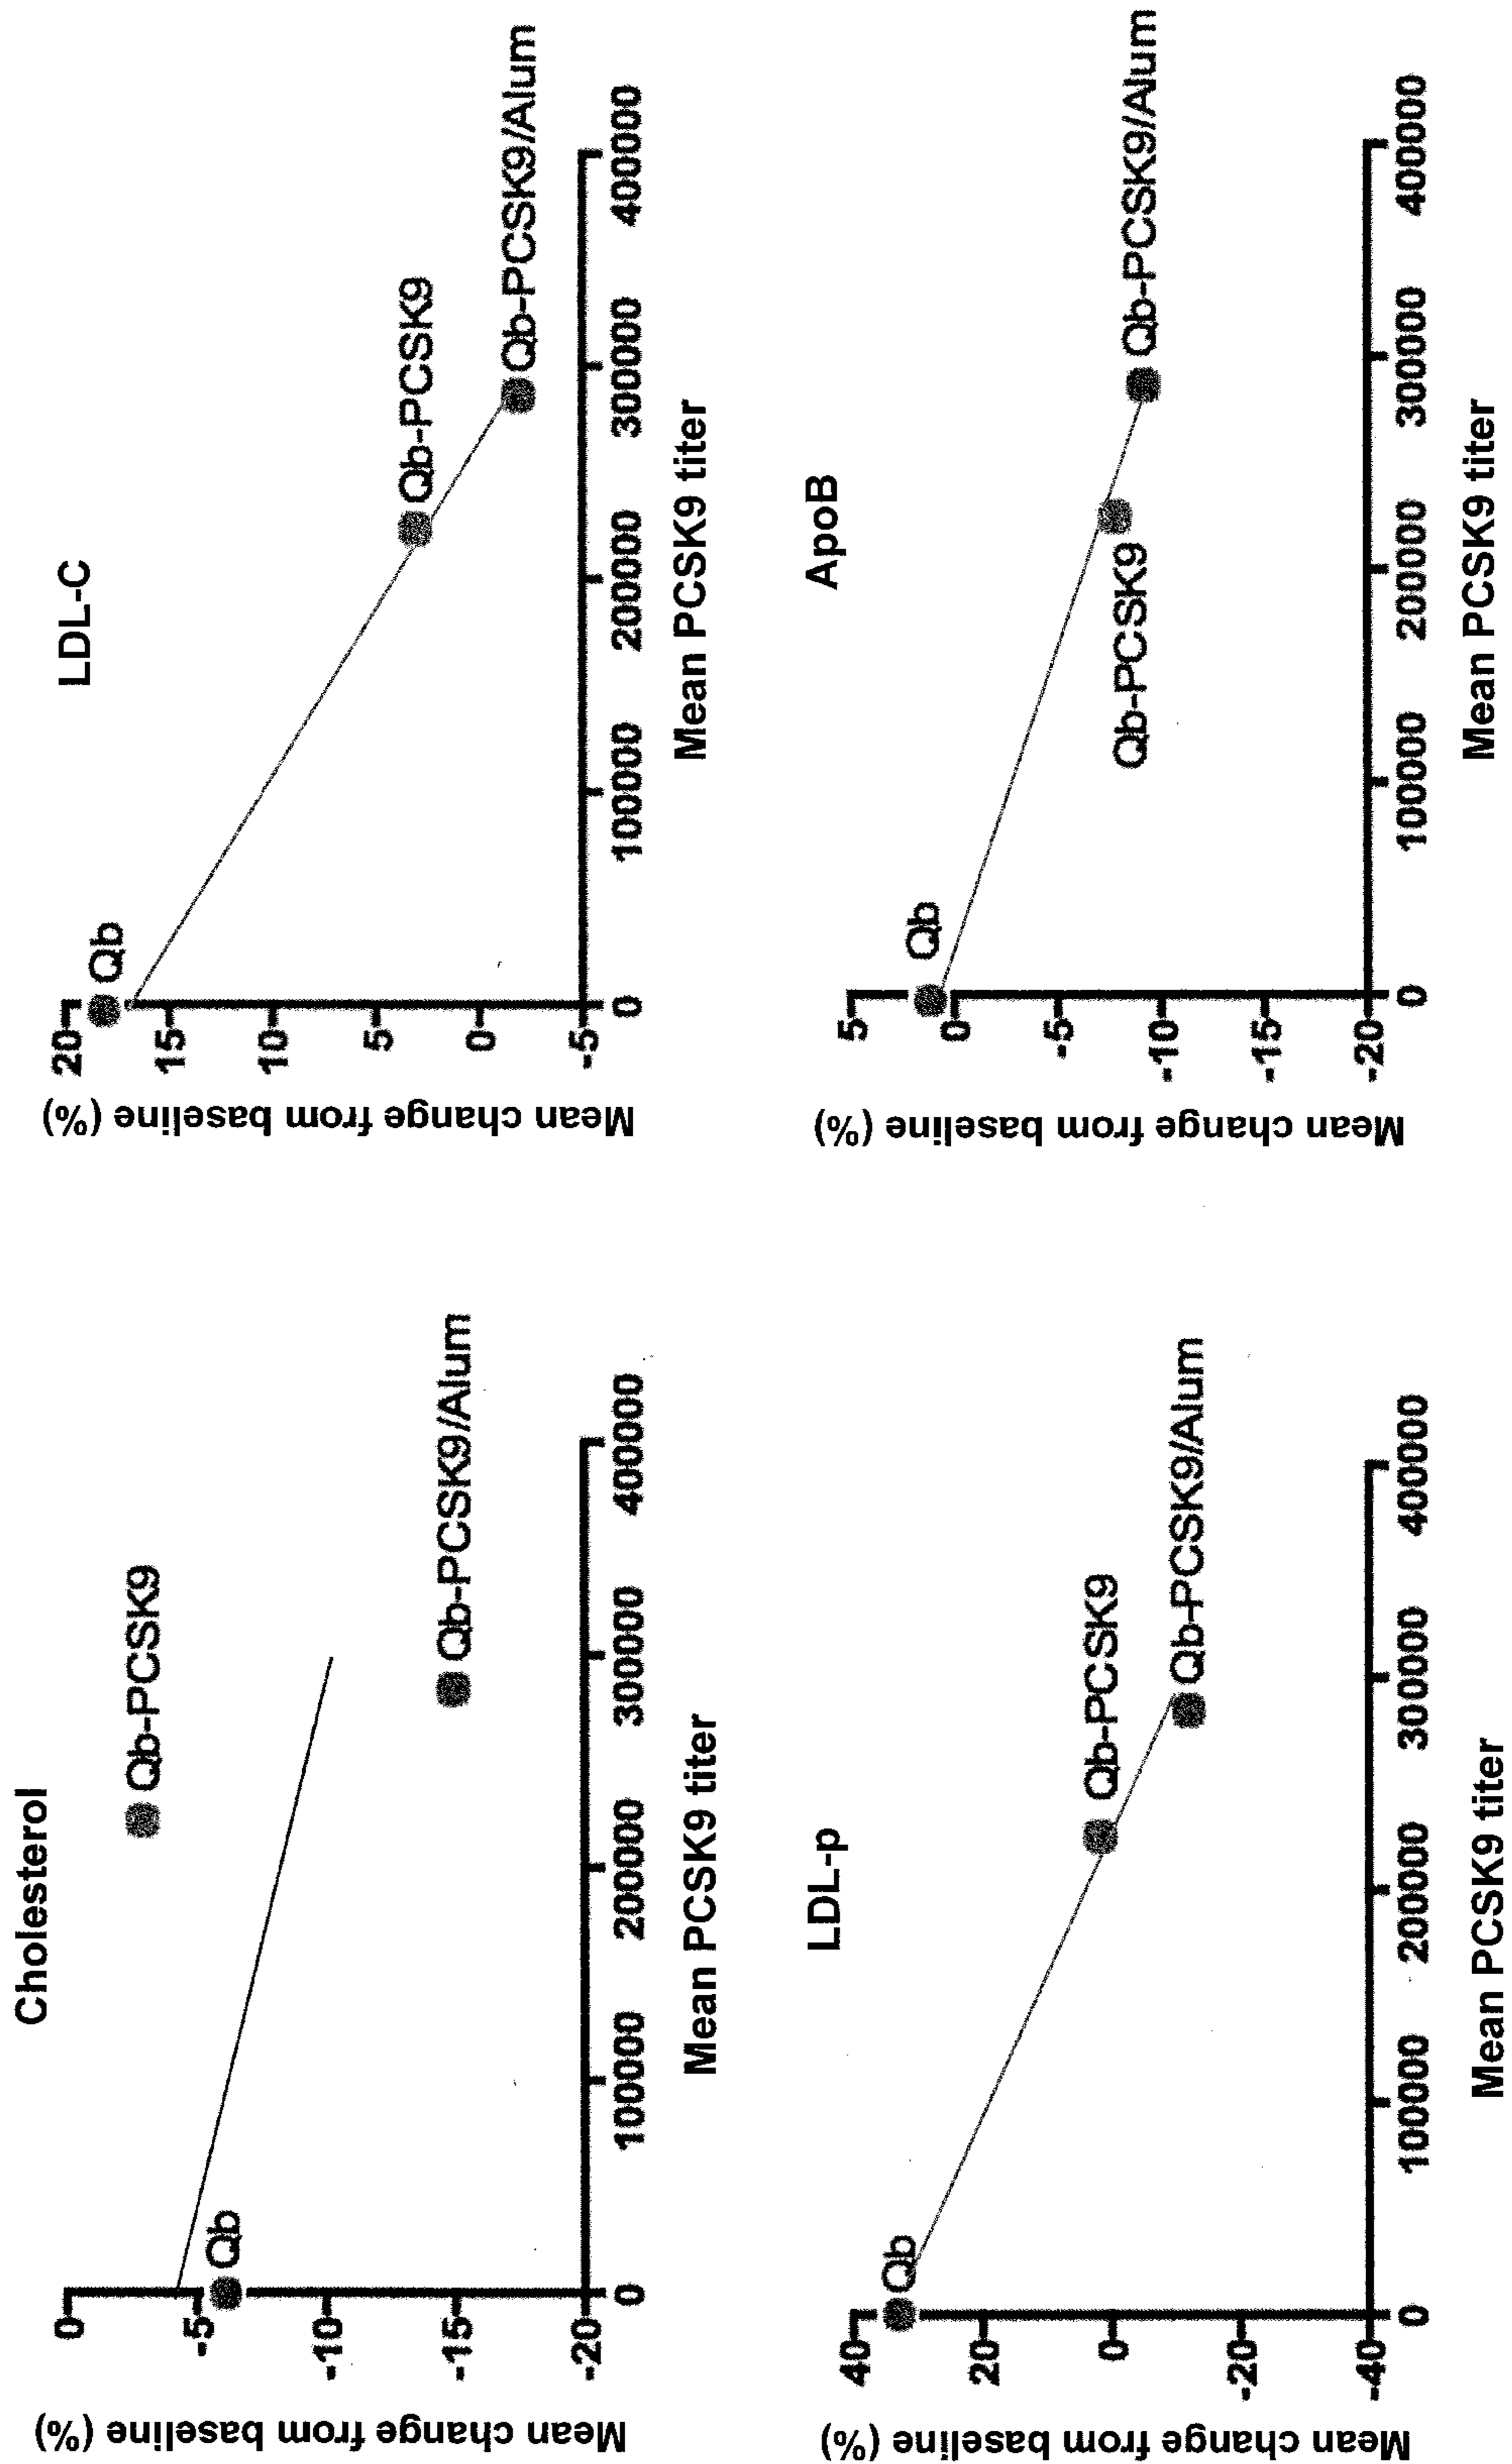 Cholesterol
Mean change from baseline (%)
0
-5
-10
-15
-20
Qb
Qb-PCSK9
Qb-PCSK9/Alum
0
100000
200000
300000
400000
Mean PCSK9 titer
LDL-C
Mean change from baseline (%)
20
15
10
5
0
-5
Qb
Qb-PCSK9
Qb-PCSK9/Alum
0
100000
200000
300000
400000
Mean PCSK9 titer
LDL-p
Mean change from baseline (%)
40
20
0
-20
-40
Qb
Qb-PCSK9
Qb-PCSK9/Alum
0
100000
200000
300000
400000
Mean PCSK9 titer
ApoB
Mean change from baseline (%)
5
0
-5
-10
-15
-20
Qb
Qb-PCSK9
Qb-PCSK9/Alum
0
100000
200000
300000
400000
Mean PCSK9 titer